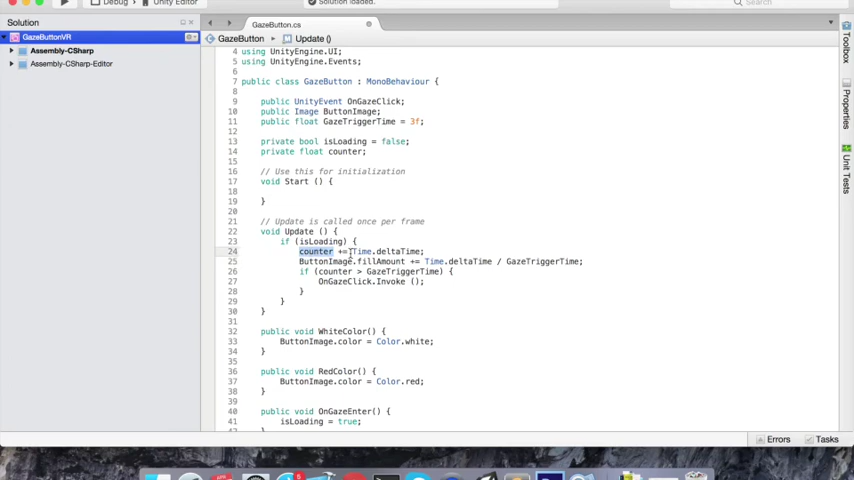 Debug
Unity Editor
Solution loaded.
Search
Solution
GazeButton.cs
GazeButtonVR
GazeButton
Update ()
Assembly-CSharp
Assembly-CSharp-Editor
4 using UnityEngine.UI;
5 using UnityEngine.Events;
6
7 public class GazeButton : MonoBehaviour {
8
9 public UnityEvent OnGazeClick;
10 public Image ButtonImage;
11 public float GazeTriggerTime = 3f;
12
13 private bool isLoading = false;
14 private float counter;
15
16 // Use this for initialization
17 void Start () {
18
19 }
20
21 // Update is called once per frame
22 void Update () {
23 if (isLoading) {
24 counter += Time.deltaTime;
25 ButtonImage.fillAmount += Time.deltaTime / GazeTriggerTime;
26 if (counter > GazeTriggerTime) {
27 OnGazeClick.Invoke ();
28 }
29 }
30 }
31
32 public void WhiteColor() {
33 ButtonImage.color = Color.white;
34 }
35
36 public void RedColor() {
37 ButtonImage.color = Color.red;
38 }
39
40 public void OnGazeEnter() {
41 isLoading = true;
Toolbox
Properties
Unit Tests
Errors
Tasks